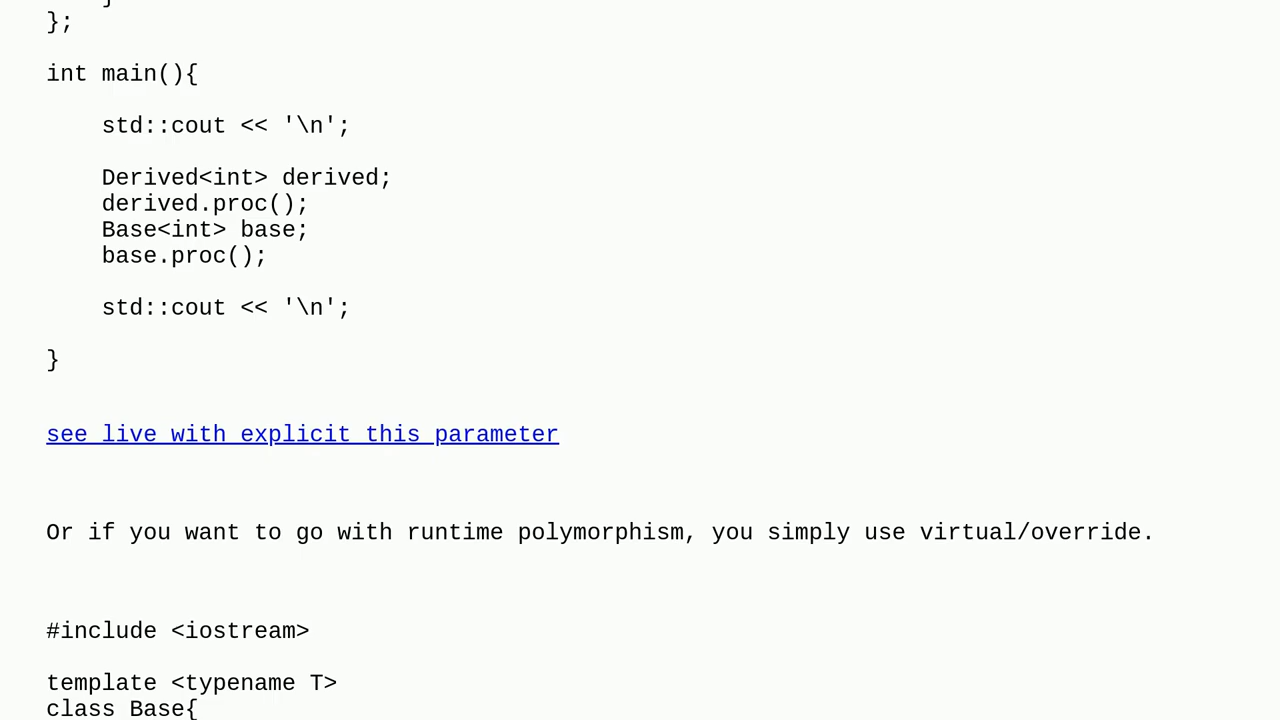 };
int main(){
std::cout << '\n';
Derived<int> derived;
derived.proc();
Base<int> base;
base.proc();
std::cout << '\n';
}
see live with explicit this parameter
Or if you want to go with runtime polymorphism, you simply use virtual/override.
#include <iostream>
template <typename T>
class Base{